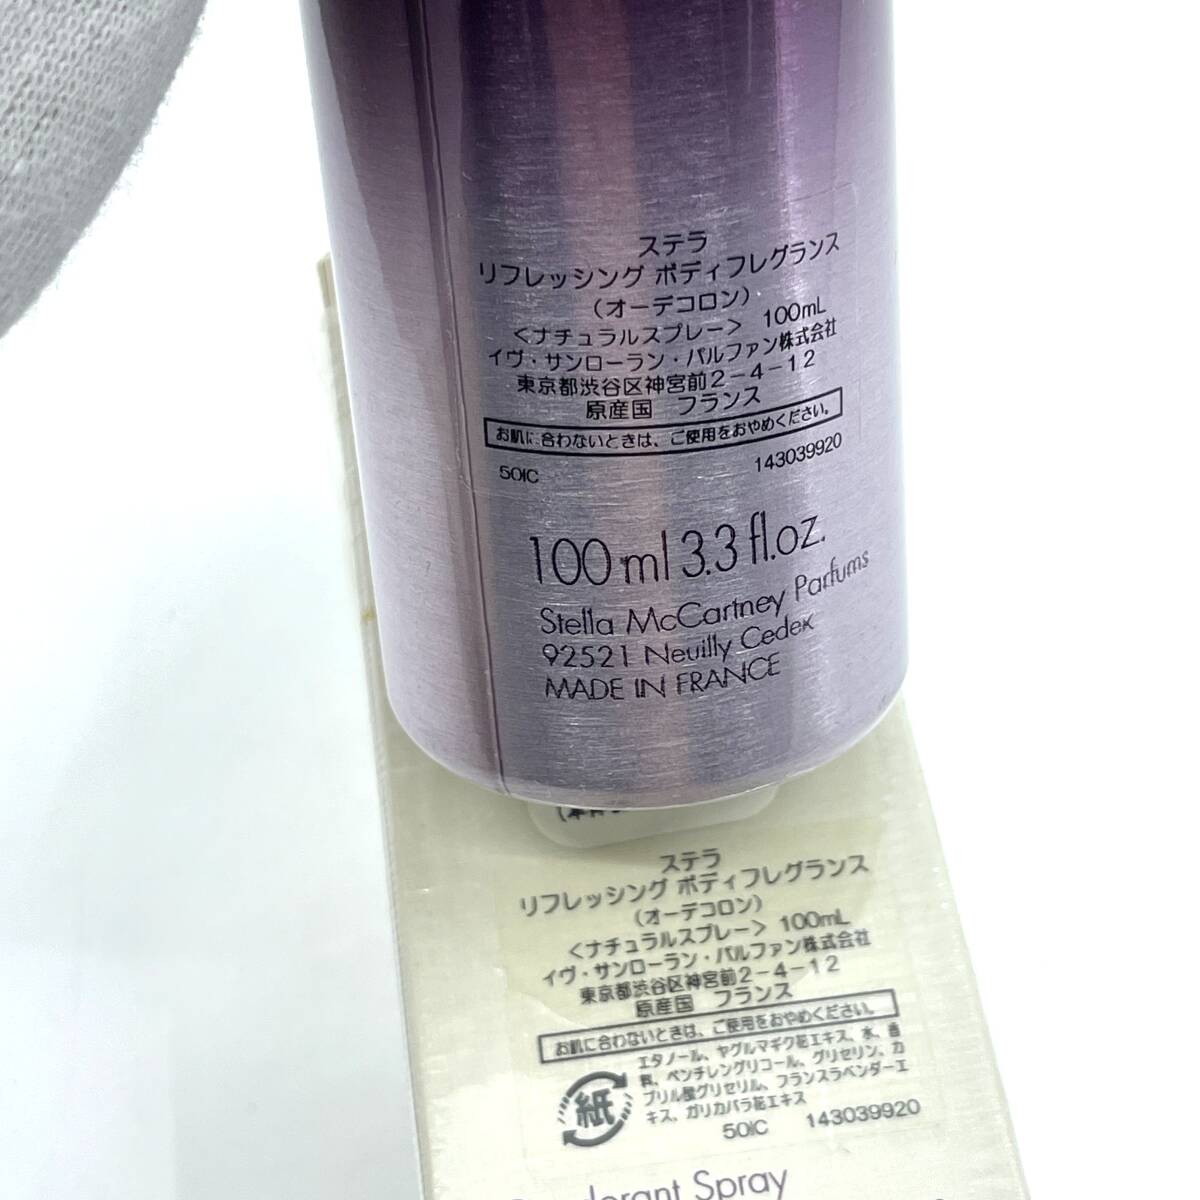 ステラ
リフレッシング ボディフレグランス
(オーデコロン)
<ナチュラルスプレー> 100mL
イヴ・サンローラン・パルファン株式会社
東京都渋谷区神宮前2-4-12
原産国 フランス
お肌に合わないときは、ご使用をおやめください。
50IC 143039920
100 ml 3.3 fl.oz.
Stella McCartney Parfums
92521 Neuilly Cedex
MADE IN FRANCE
ステラ
リフレッシング ボディフレグランス
(オーデコロン)
<ナチュラルスプレー> 100mL
イヴ・サンローラン・パルファン株式会社
東京都渋谷区神宮前2-4-12
原産国 フランス
お肌に合わないときは、ご使用をおやめください。
エタノール、ヤグルマギク花エキス、水、香
料、ペンチレングリコール、グリセリン、カ
プリル酸グリセリル、フランスラベンダーエ
キス、ガリカバラ花エキス
紙
50IC 143039920
Spray